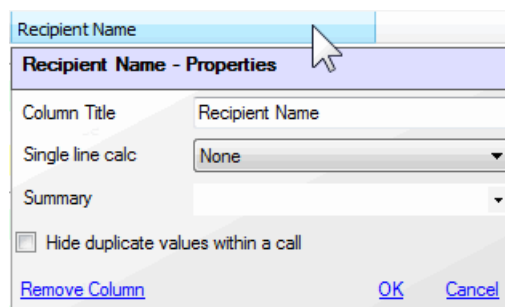 Recipient Name
Recipient Name - Properties
Column Title Recipient Name
Single line calc None
Summary
Hide duplicate values within a call
Remove Column OK Cancel